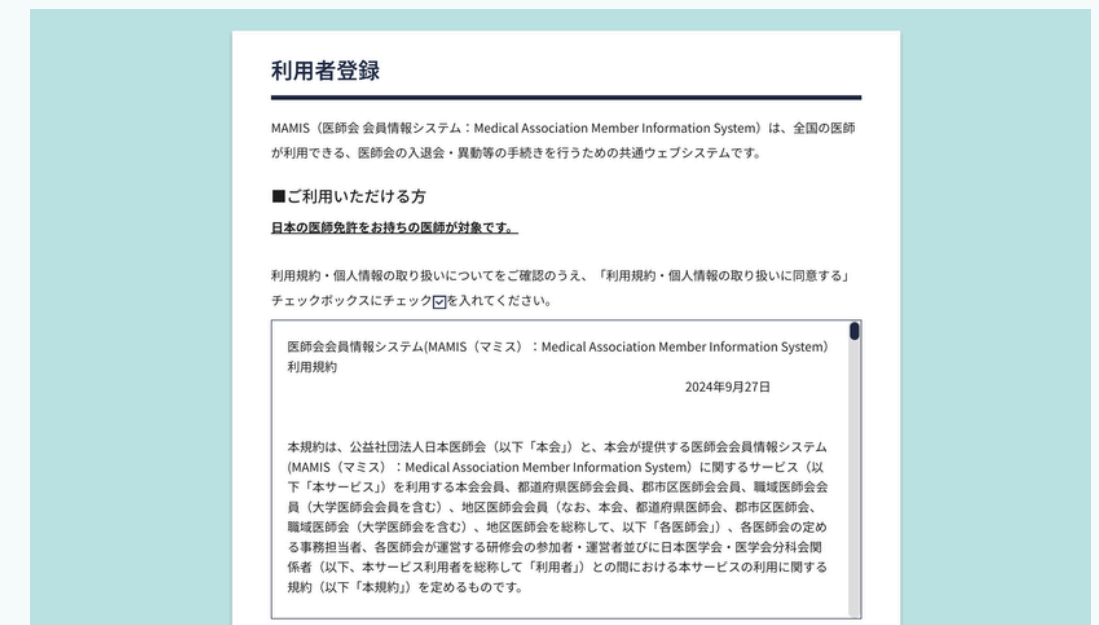 利用者登録
MAMIS（医師会 会員情報システム：Medical Association Member Information System）は、全国の医師
が利用できる、医師会の入退会・異動等の手続きを行うための共通ウェブシステムです。
■ご利用いただける方
日本の医師免許をお持ちの医師が対象です。
利用規約・個人情報の取り扱いについてをご確認のうえ、「利用規約・個人情報の取り扱いに同意する」
チェックボックスにチェック☑を入れてください。
医師会会員情報システム(MAMIS（マミス）：Medical Association Member Information System）
利用規約
2024年9月27日
本規約は、公益社団法人日本医師会（以下「本会」）と、本会が提供する医師会会員情報システム
(MAMIS（マミス）：Medical Association Member Information System）に関するサービス（以
下「本サービス」）を利用する本会会員、都道府県医師会会員、郡市区医師会会員、職域医師会会
員（大学医師会会員を含む）、地区医師会会員（なお、本会、都道府県医師会、郡市区医師会、
職域医師会（大学医師会を含む）、地区医師会を総称して、以下「各医師会」）、各医師会の定め
る事務担当者、各医師会が運営する研修会の参加者・運営者並びに日本医学会・医学会分科会関
係者（以下、本サービス利用者を総称して「利用者」）との間における本サービスの利用に関する
規約（以下「本規約」）を定めるものです。